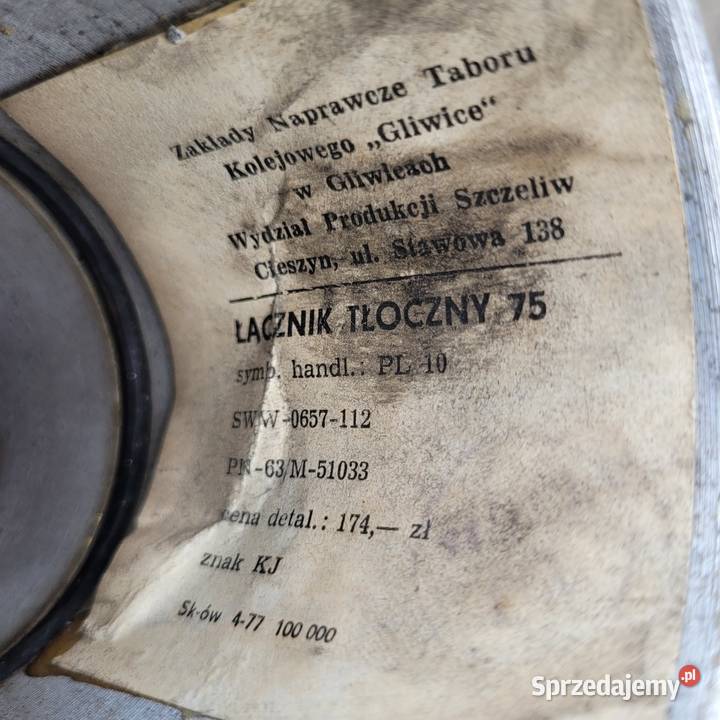 Zakłady Naprawcze Taboru
Kolejowego „Gliwice“
w Gliwicach
Wydział Produkcji Szczeliw
Cieszyn, ul. Stawowa 138
ŁĄCZNIK TŁOCZNY 75
symb. handl.: PL 10
SWW-0657-112
PN-63/M-51033
cena detal.: 174,— zł
znak KJ
Sk-ów 4-77 100 000
Sprzedajemy.pl